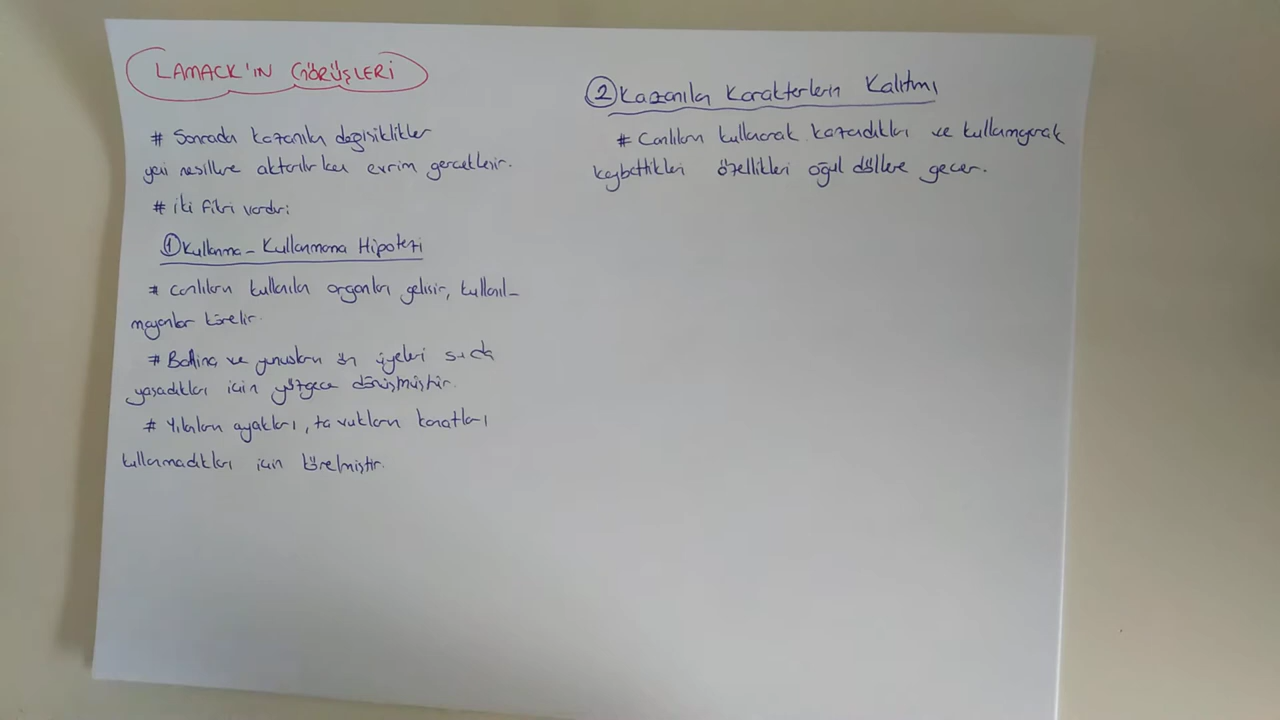 LAMACK'IN GÖRÜŞLERİ
# Sonradan kazanılan değişiklikler
yeni nesillere aktarılırken evrim gerçekleşir.
# İki fikri vardır:
① Kullanma - Kullanmama Hipotezi
# Canlıların kullanılan organları gelişir, kullanıl-
mayanlar körelir.
# Balina ve yunusların ön üyeleri suda
yaşadıkları için yüzgece dönüşmüştür.
# Yılanların ayakları, tavukların kanatları
kullanmadıkları için körelmiştir.
② Kazanılan Karakterlerin Kalıtımı
# Canlıların kullanarak kazandıkları ve kullanmayarak
kaybettikleri özellikleri oğul döllere geçer.